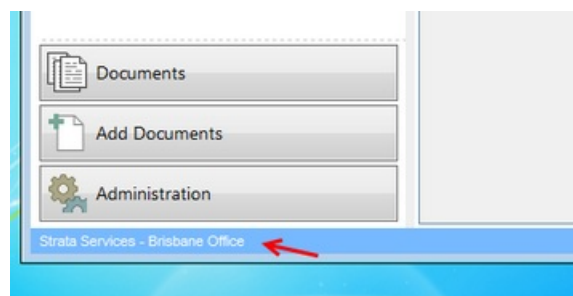 Documents
Add Documents
Administration
Strata Services - Brisbane Office